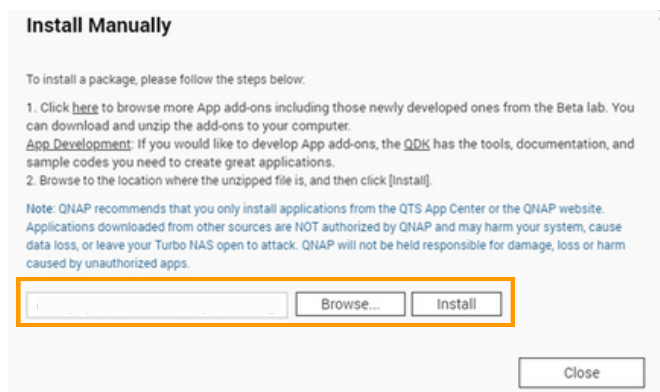 Install Manually
To install a package, please follow the steps below:
1. Click here to browse more App add-ons including those newly developed ones from the Beta lab. You
can download and unzip the add-ons to your computer.
App Development: If you would like to develop App add-ons, the QDK has the tools, documentation, and
sample codes you need to create great applications.
2. Browse to the location where the unzipped file is, and then click [Install].
Note: QNAP recommends that you only install applications from the QTS App Center or the QNAP website.
Applications downloaded from other sources are NOT authorized by QNAP and may harm your system, cause
data loss, or leave your Turbo NAS open to attack. QNAP will not be held responsible for damage, loss or harm
caused by unauthorized apps.
Browse... Install
Close